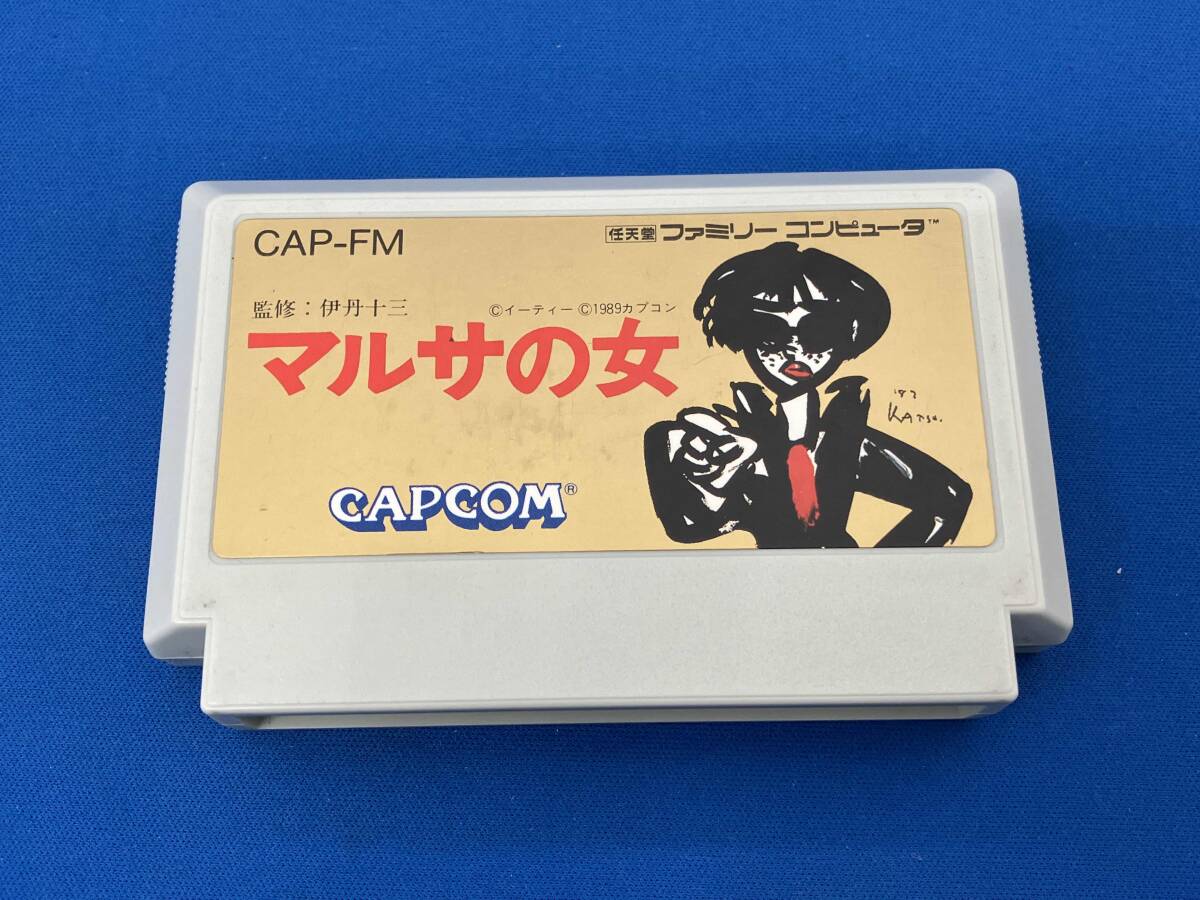 CAP-FM
任天堂 ファミリー コンピュータ™
監修：伊丹十三
©イーティー ©1989カプコン
マルサの女
'87
KATSU.
CAPCOM®